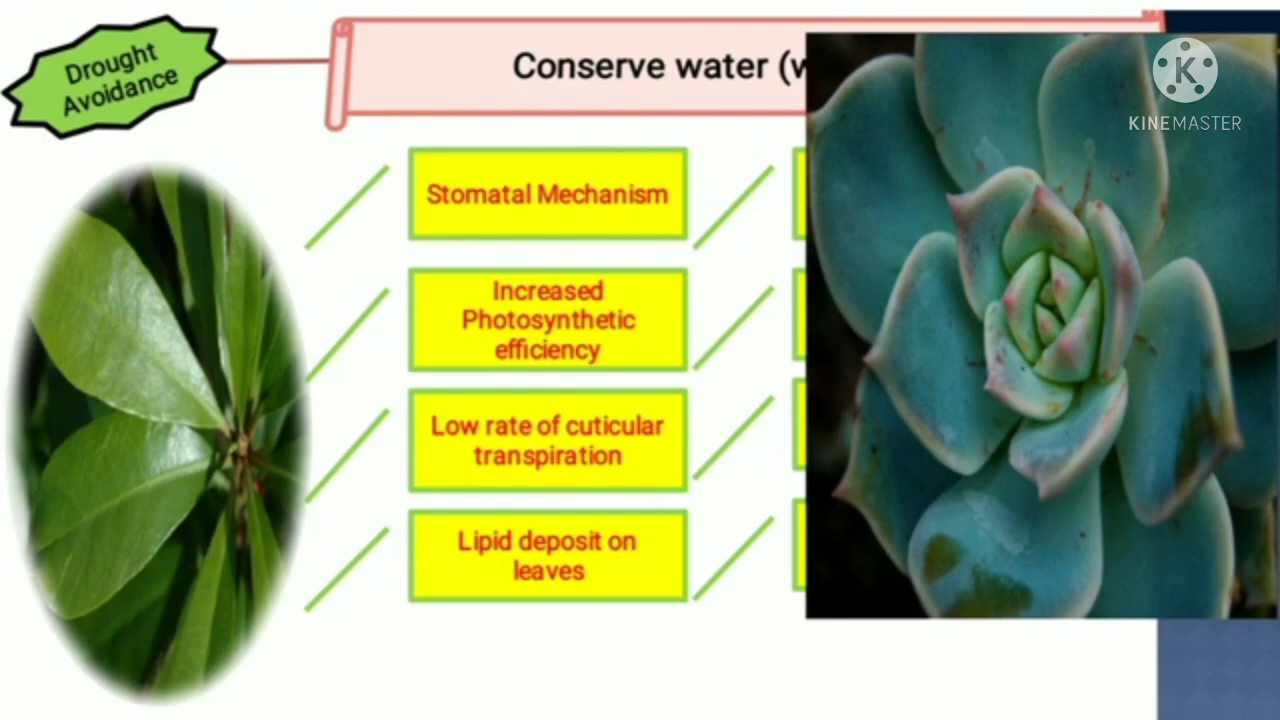 Drought
Avoidance
Conserve water (w
KINEMASTER
Stomatal Mechanism
Increased
Photosynthetic
efficiency
Low rate of cuticular
transpiration
Lipid deposit on
leaves